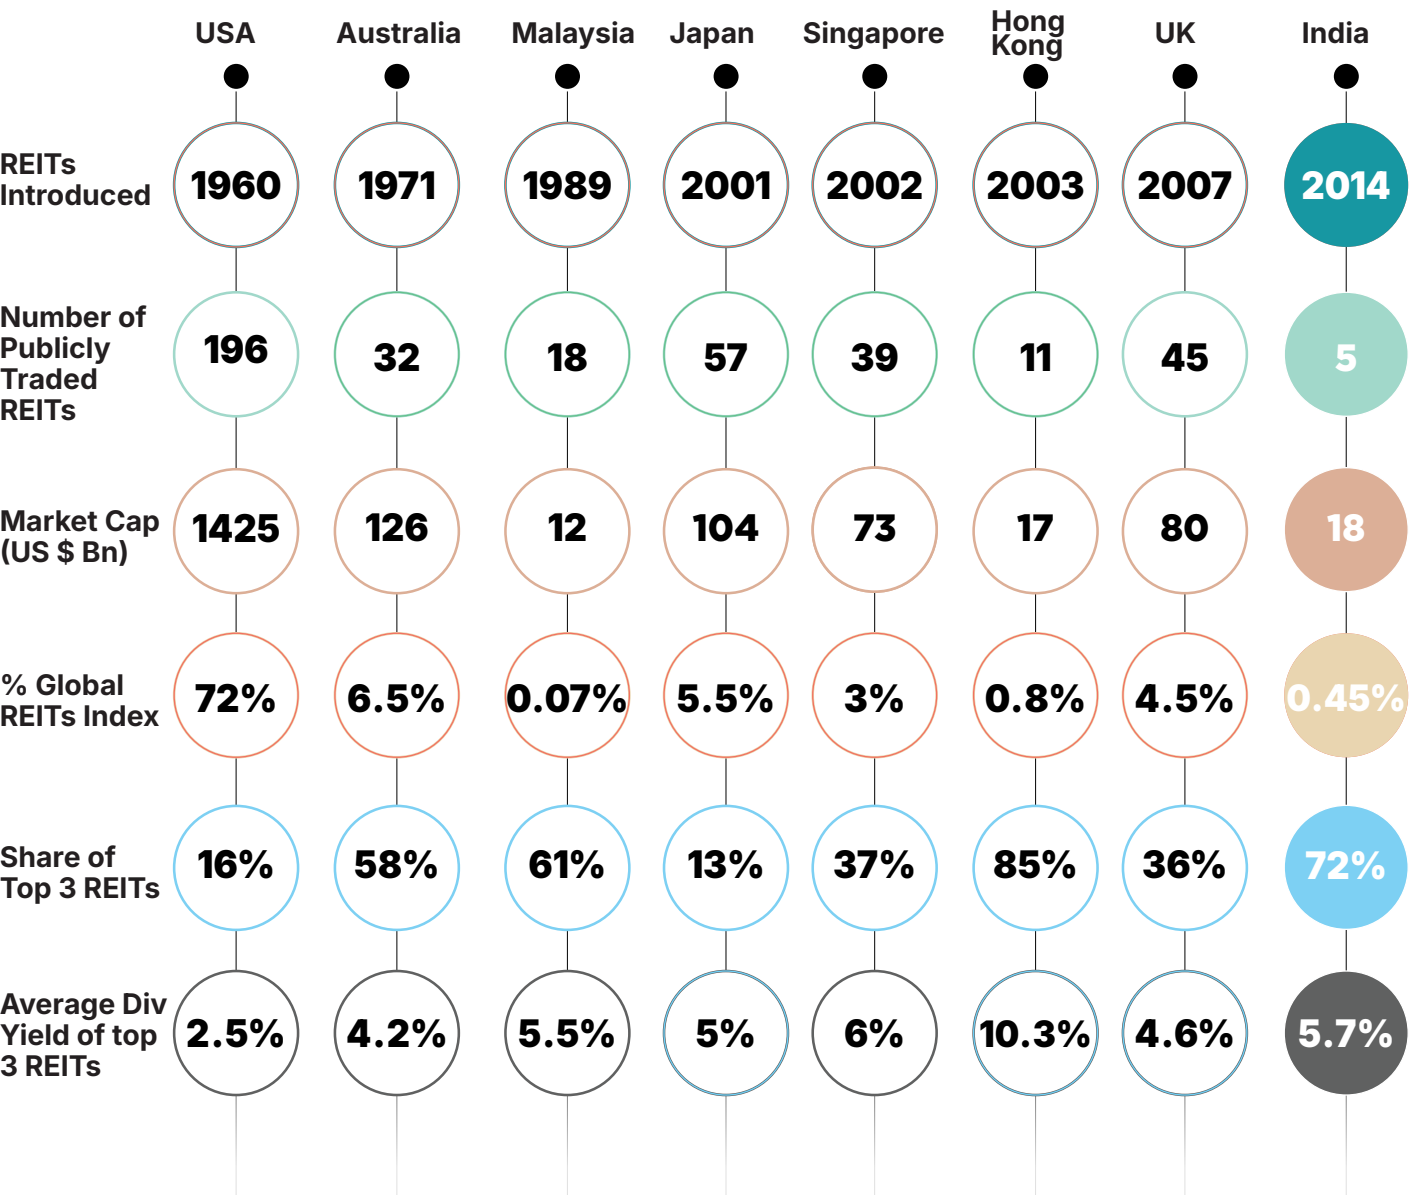 USA Australia Malaysia Japan Singapore Hong Kong UK India
REITs
Introduced
1960 1971 1989 2001 2002 2003 2007 2014
Number of
Publicly
Traded
REITs
196 32 18 57 39 11 45 5
Market Cap
(US $ Bn)
1425 126 12 104 73 17 80 18
% Global
REITs Index
72% 6.5% 0.07% 5.5% 3% 0.8% 4.5% 0.45%
Share of
Top 3 REITs
16% 58% 61% 13% 37% 85% 36% 72%
Average Div
Yield of top
3 REITs
2.5% 4.2% 5.5% 5% 6% 10.3% 4.6% 5.7%